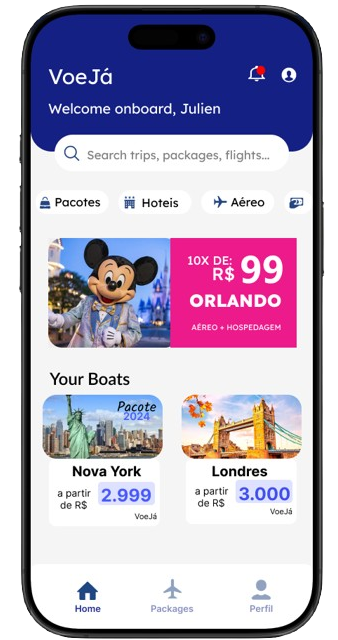 VoeJá
Welcome onboard, Julien
Search trips, packages, flights...
Pacotes
Hoteis
Aéreo
10X DE:
R$ 99
ORLANDO
AÉREO + HOSPEDAGEM
Your Boats
Pacote
2024
Nova York
a partir
de R$
2.999
VoeJá
Londres
a partir
de R$
3.000
VoeJá
Home
Packages
Perfil